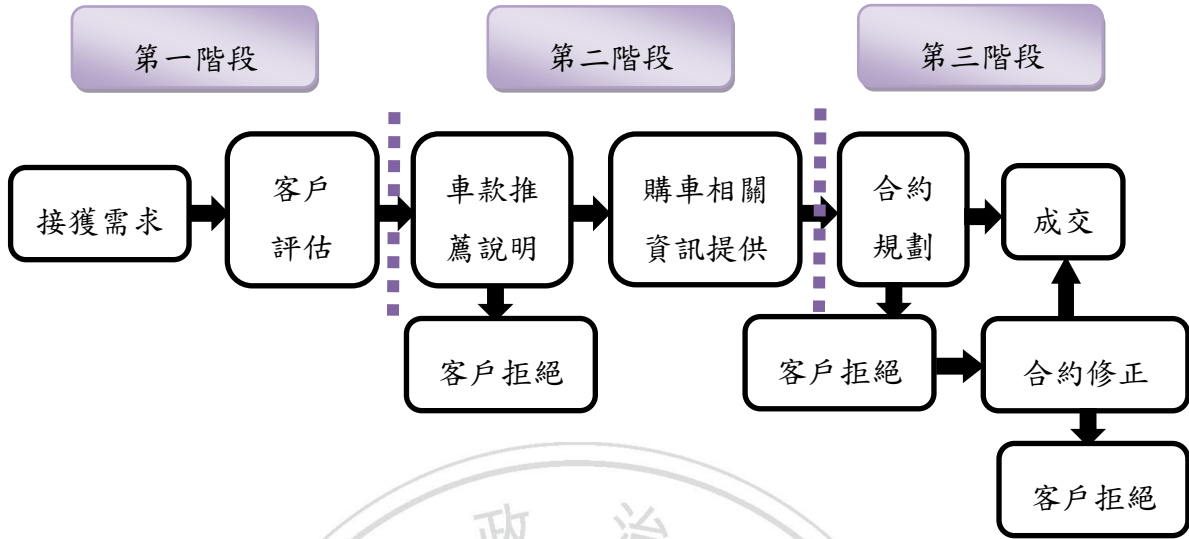 第一階段
第二階段
第三階段
接獲需求
客戶
評估
車款推
薦說明
購車相關
資訊提供
合約
規劃
成交
客戶拒絕
客戶拒絕
合約修正
客戶拒絕
政 治